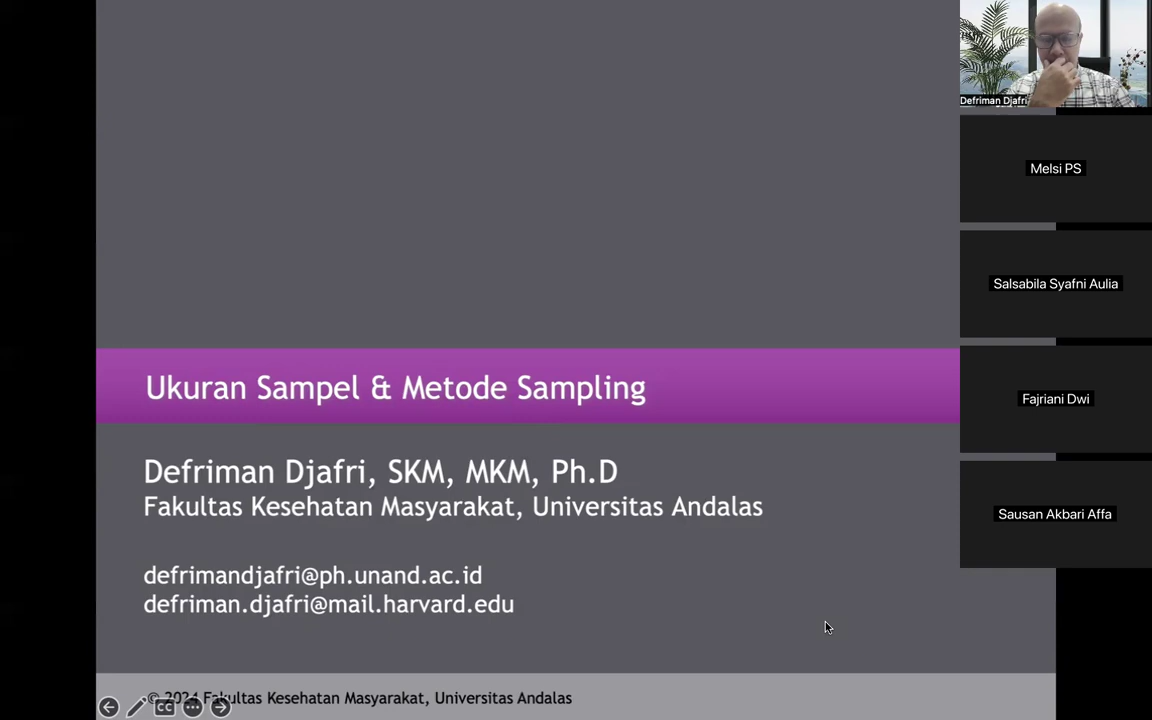 Defriman Djafri
Melsi PS
Salsabila Syafni Aulia
Fajriani Dwi
Sausan Akbari Affa
Ukuran Sampel & Metode Sampling
Defriman Djafri, SKM, MKM, Ph.D
Fakultas Kesehatan Masyarakat, Universitas Andalas
defrimandjafri@ph.unand.ac.id
defriman.djafri@mail.harvard.edu
© 2024 Fakultas Kesehatan Masyarakat, Universitas Andalas
CC